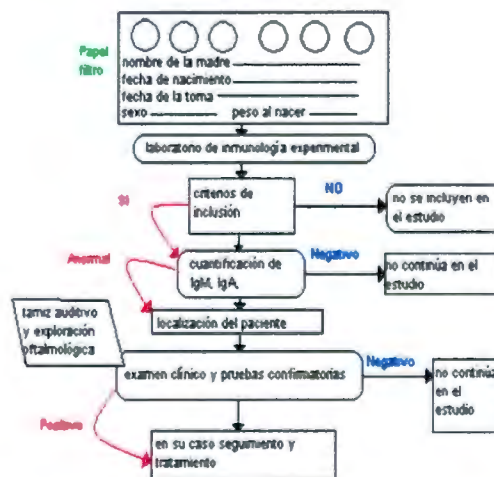 Papel
filtro
nombre de la madre
fecha de nacimiento
fecha de la toma
sexo peso al nacer
laboratorio de inmunología experimental
SI
criterios de
inclusión
NO
no se incluyen en
el estudio
Anormal
cuantificación de
IgM, IgA.
Negativo
no continúa en el
estudio
localización del paciente
tamiz auditivo
y exploración
oftalmológica
examen clínico y pruebas confirmatorias
Negativo
no continúa
en el
estudio
Positivo
en su caso seguimiento y
tratamiento